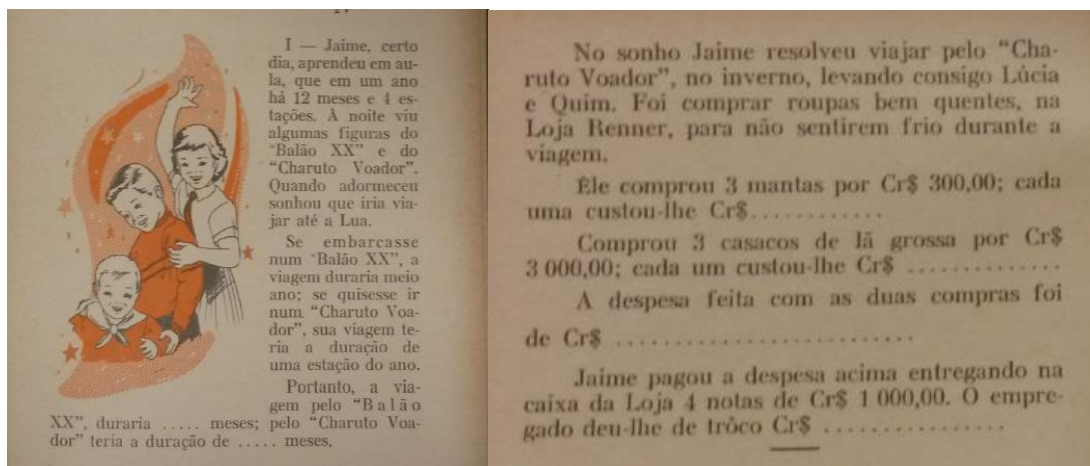 I — Jaime, certo
dia, aprendeu em au-
la, que em um ano
há 12 meses e 4 es-
tações. À noite viu
algumas figuras do
"Balão XX" e do
"Charuto Voador".
Quando adormeceu
sonhou que iria via-
jar até a Lua.
Se embarcasse
num "Balão XX", a
viagem duraria meio
ano; se quisesse ir
num "Charuto Voa-
dor", sua viagem te-
ria a duração de
uma estação do ano.
Portanto, a via-
gem pelo "Balão
XX", duraria ..... meses; pelo "Charuto Voa-
dor" teria a duração de ..... meses.
No sonho Jaime resolveu viajar pelo "Cha-
ruto Voador", no inverno, levando consigo Lúcia
e Quim. Foi comprar roupas bem quentes, na
Loja Renner, para não sentirem frio durante a
viagem.
Êle comprou 3 mantas por Cr$ 300,00; cada
uma custou-lhe Cr$............
Comprou 3 casacos de lã grossa por Cr$
3 000,00; cada um custou-lhe Cr$ ..............
A despesa feita com as duas compras foi
de Cr$ ...........................
Jaime pagou a despesa acima entregando na
caixa da Loja 4 notas de Cr$ 1 000,00. O empre-
gado deu-lhe de trôco Cr$ ................